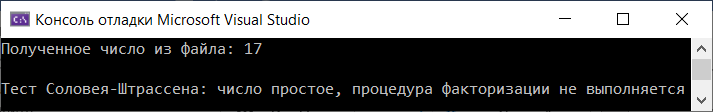 Консоль отладки Microsoft Visual Studio
Полученное число из файла: 17
Тест Соловея-Штрассена: число простое, процедура факторизации не выполняется